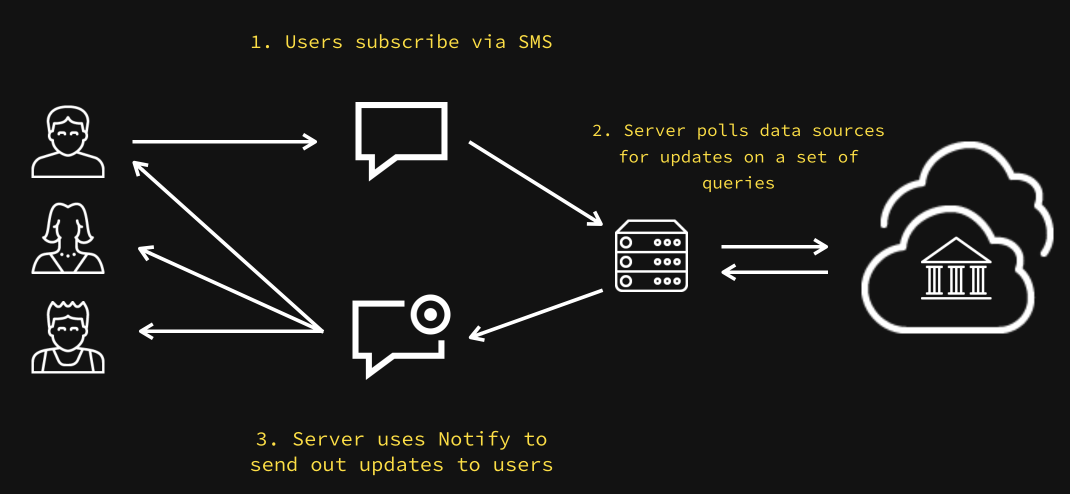 1. Users subscribe via SMS
2. Server polls data sources
for updates on a set of
queries
3. Server uses Notify to
send out updates to users